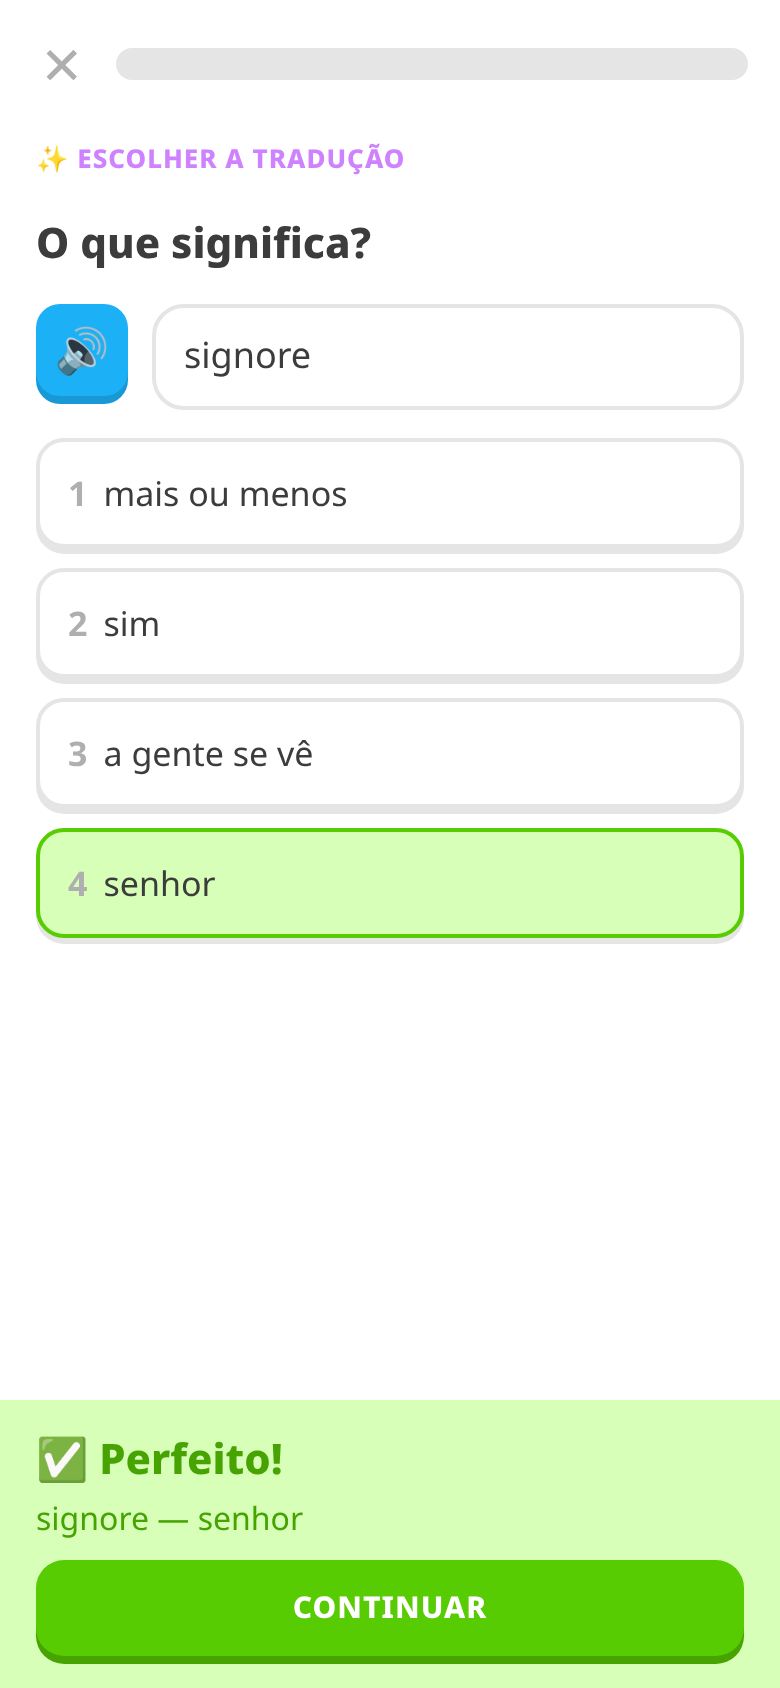 ESCOLHER A TRADUÇÃO
O que significa?
signore
1 mais ou menos
2 sim
3 a gente se vê
4 senhor
Perfeito!
signore — senhor
CONTINUAR